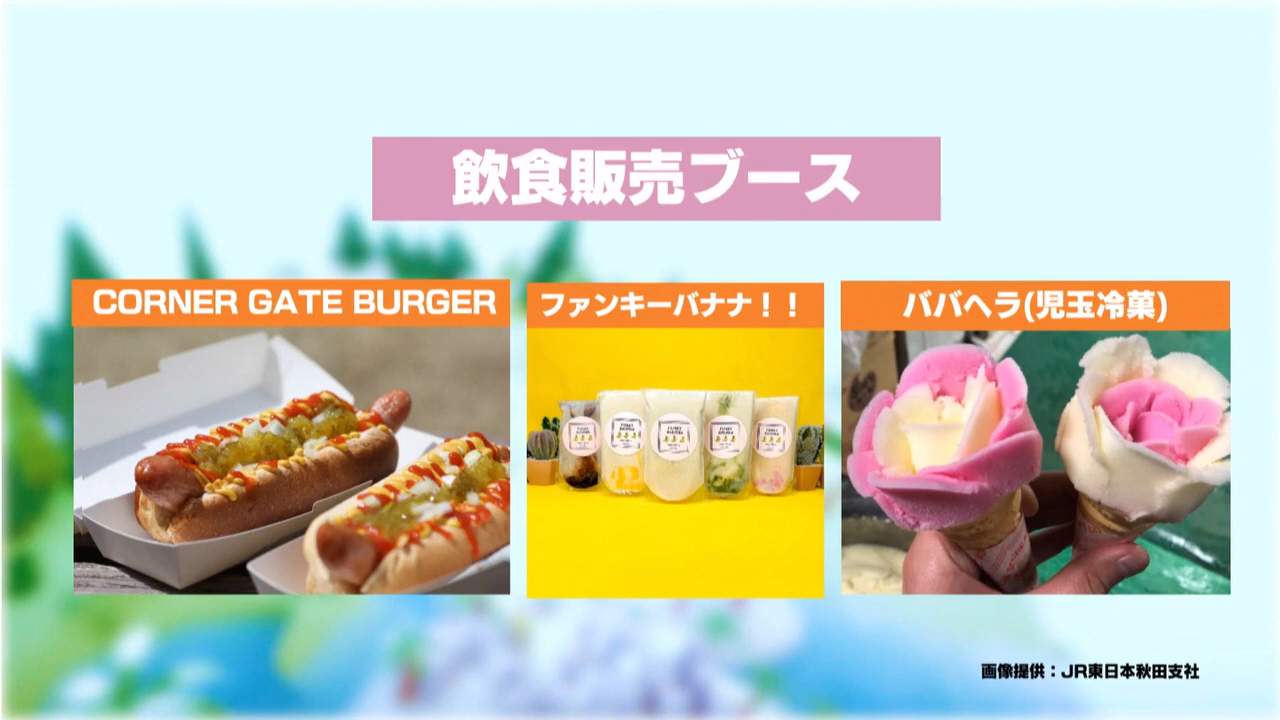 飲食販売ブース
CORNER GATE BURGER
ファンキーバナナ！！
ババヘラ(児玉冷菓)
画像提供：JR東日本秋田支社